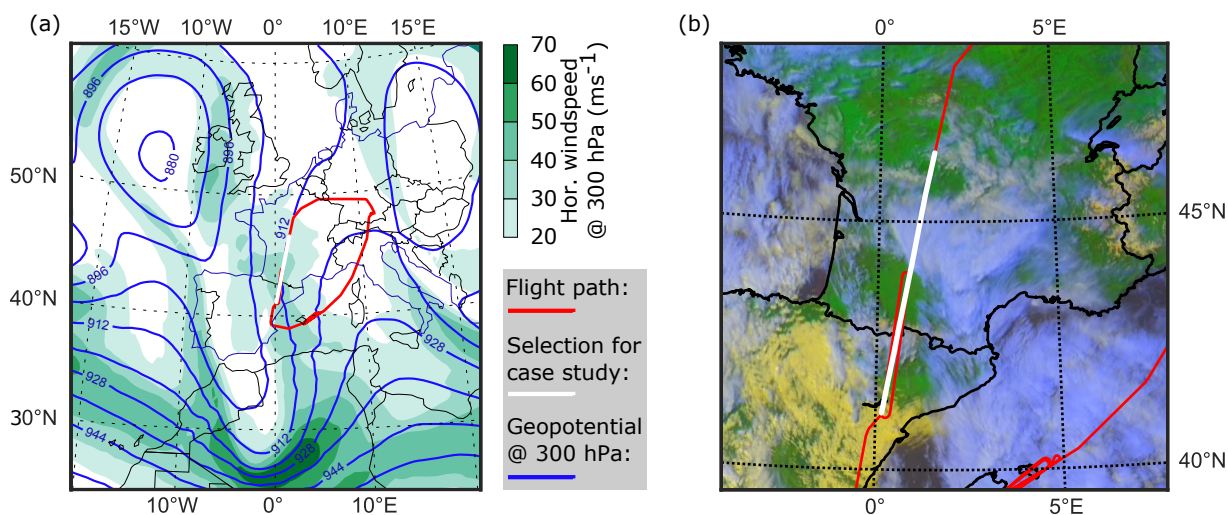 (a)
15°W 10°W 0° 10°E 15°E
50°N
40°N
30°N
10°W 0° 10°E
896
880
896
912
896
912
928
944
912
928
944
928
70
60
50
40
30
20
Hor. windspeed
@ 300 hPa (ms⁻¹)
Flight path:
Selection for
case study:
Geopotential
@ 300 hPa:
(b)
0° 5°E
45°N
40°N
0° 5°E